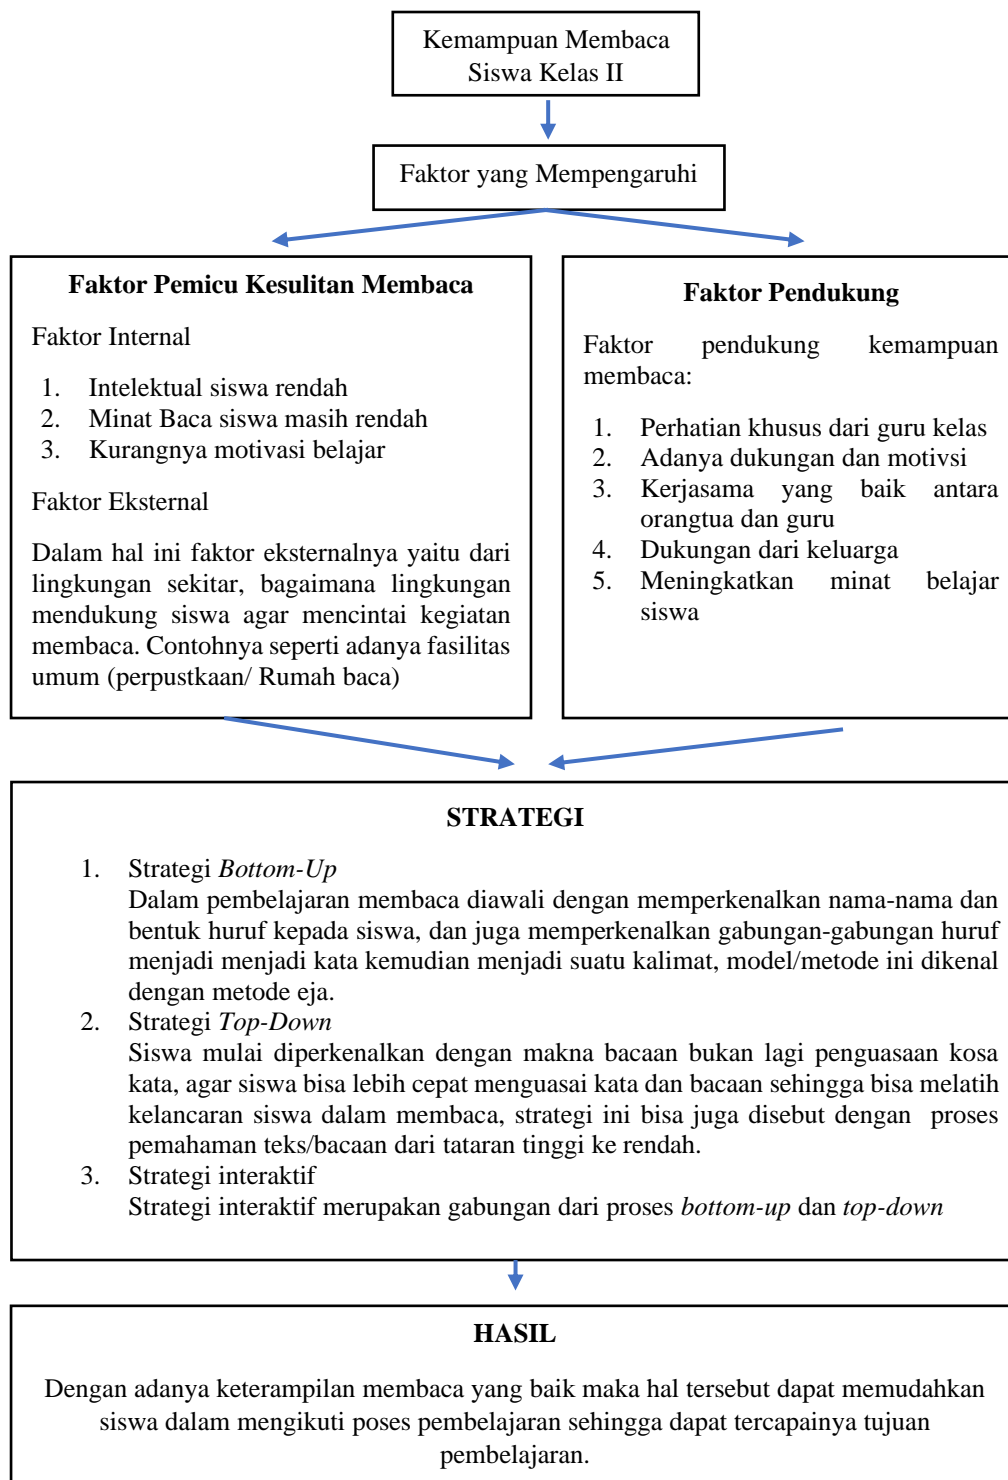 Kemampuan Membaca
Siswa Kelas II
Faktor yang Mempengaruhi
Faktor Pemicu Kesulitan Membaca
Faktor Internal
1. Intelektual siswa rendah
2. Minat Baca siswa masih rendah
3. Kurangnya motivasi belajar
Faktor Eksternal
Dalam hal ini faktor eksternalnya yaitu dari
lingkungan sekitar, bagaimana lingkungan
mendukung siswa agar mencintai kegiatan
membaca. Contohnya seperti adanya fasilitas
umum (perpustkaan/ Rumah baca)
Faktor Pendukung
Faktor pendukung kemampuan
membaca:
1. Perhatian khusus dari guru kelas
2. Adanya dukungan dan motivsi
3. Kerjasama yang baik antara
orangtua dan guru
4. Dukungan dari keluarga
5. Meningkatkan minat belajar
siswa
STRATEGI
1. Strategi Bottom-Up
Dalam pembelajaran membaca diawali dengan memperkenalkan nama-nama dan
bentuk huruf kepada siswa, dan juga memperkenalkan gabungan-gabungan huruf
menjadi menjadi kata kemudian menjadi suatu kalimat, model/metode ini dikenal
dengan metode eja.
2. Strategi Top-Down
Siswa mulai diperkenalkan dengan makna bacaan bukan lagi penguasaan kosa
kata, agar siswa bisa lebih cepat menguasai kata dan bacaan sehingga bisa melatih
kelancaran siswa dalam membaca, strategi ini bisa juga disebut dengan proses
pemahaman teks/bacaan dari tataran tinggi ke rendah.
3. Strategi interaktif
Strategi interaktif merupakan gabungan dari proses bottom-up dan top-down
HASIL
Dengan adanya keterampilan membaca yang baik maka hal tersebut dapat memudahkan
siswa dalam mengikuti poses pembelajaran sehingga dapat tercapainya tujuan
pembelajaran.